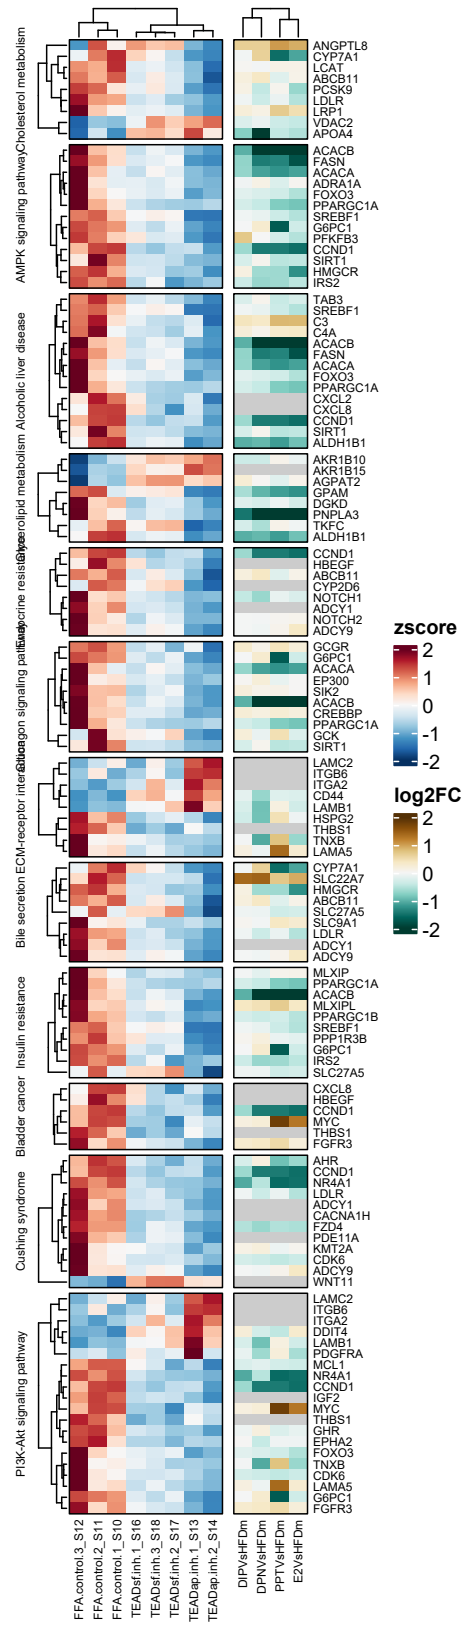 Cholesterol metabolism
ANGPTL8
CYP7A1
LCAT
ABCB11
PCSK9
LDLR
LRP1
VDAC2
APOA4
AMPK signaling pathway
ACACB
FASN
ACACA
ADRA1A
FOXO3
PPARGC1A
SREBF1
G6PC1
PFKFB3
CCND1
SIRT1
HMGCR
IRS2
Alcoholic liver disease
TAB3
SREBF1
C3
C4A
ACACB
FASN
ACACA
FOXO3
PPARGC1A
CXCL2
CXCL8
CCND1
SIRT1
ALDH1B1
metabolism
AKR1B10
AKR1B15
AGPAT2
GPAM
DGKD
PNPLA3
TKFC
ALDH1B1
CCND1
HBEGF
ABCB11
CYP2D6
NOTCH1
ADCY1
NOTCH2
ADCY9
signaling
GCGR
G6PC1
ACACA
EP300
SIK2
ACACB
CREBBP
PPARGC1A
GCK
SIRT1
ECM-receptor interaction
LAMC2
ITGB6
ITGA2
CD44
LAMB1
HSPG2
THBS1
TNXB
LAMA5
Bile secretion
CYP7A1
SLC22A7
HMGCR
ABCB11
SLC27A5
SLC9A1
LDLR
ADCY1
ADCY9
Insulin resistance
MLXIP
PPARGC1A
ACACB
MLXIPL
PPARGC1B
SREBF1
PPP1R3B
G6PC1
IRS2
SLC27A5
Bladder cancer
CXCL8
HBEGF
CCND1
MYC
THBS1
FGFR3
Cushing syndrome
AHR
CCND1
NR4A1
LDLR
ADCY1
CACNA1H
FZD4
PDE11A
KMT2A
CDK6
ADCY9
WNT11
PI3K-Akt signaling pathway
LAMC2
ITGB6
ITGA2
DDIT4
LAMB1
PDGFRA
MCL1
NR4A1
CCND1
IGF2
MYC
THBS1
GHR
EPHA2
FOXO3
TNXB
CDK6
LAMA5
G6PC1
FGFR3
FFA.control.3_S12
FFA.control.2_S11
FFA.control.1_S10
TEADsf.inh.1_S16
TEADsf.inh.3_S18
TEADsf.inh.2_S17
TEADap.inh.1_S13
TEADap.inh.2_S14
DIPVsHFDm
DPNVsHFDm
PPTVsHFDm
E2VsHFDm
zscore
2
1
0
-1
-2
log2FC
2
1
0
-1
-2